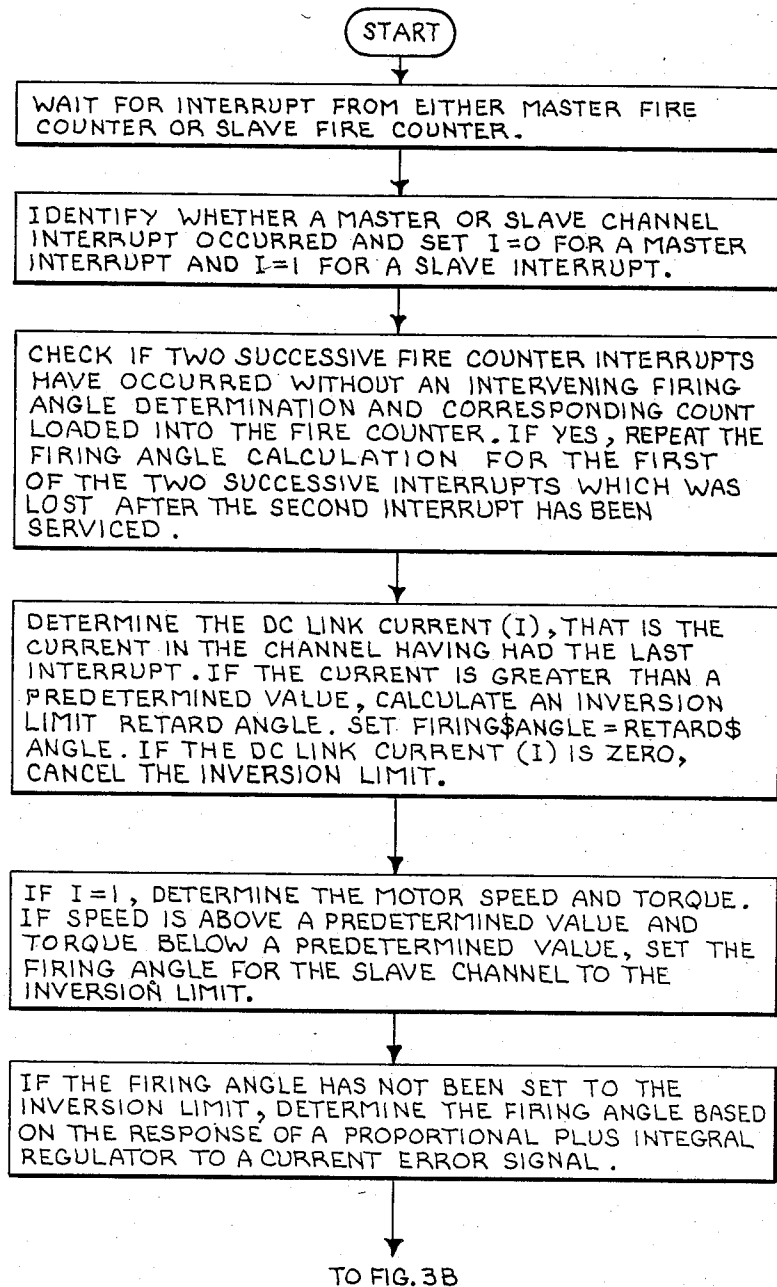 START
WAIT FOR INTERRUPT FROM EITHER MASTER FIRE
COUNTER OR SLAVE FIRE COUNTER.
IDENTIFY WHETHER A MASTER OR SLAVE CHANNEL
INTERRUPT OCCURRED AND SET I=0 FOR A MASTER
INTERRUPT AND I=1 FOR A SLAVE INTERRUPT.
CHECK IF TWO SUCCESSIVE FIRE COUNTER INTERRUPTS
HAVE OCCURRED WITHOUT AN INTERVENING FIRING
ANGLE DETERMINATION AND CORRESPONDING COUNT
LOADED INTO THE FIRE COUNTER. IF YES, REPEAT THE
FIRING ANGLE CALCULATION FOR THE FIRST
OF THE TWO SUCCESSIVE INTERRUPTS WHICH WAS
LOST AFTER THE SECOND INTERRUPT HAS BEEN
SERVICED.
DETERMINE THE DC LINK CURRENT (I), THAT IS THE
CURRENT IN THE CHANNEL HAVING HAD THE LAST
INTERRUPT. IF THE CURRENT IS GREATER THAN A
PREDETERMINED VALUE, CALCULATE AN INVERSION
LIMIT RETARD ANGLE. SET FIRING$ANGLE = RETARD$
ANGLE. IF THE DC LINK CURRENT (I) IS ZERO,
CANCEL THE INVERSION LIMIT.
IF I=1, DETERMINE THE MOTOR SPEED AND TORQUE.
IF SPEED IS ABOVE A PREDETERMINED VALUE AND
TORQUE BELOW A PREDETERMINED VALUE, SET THE
FIRING ANGLE FOR THE SLAVE CHANNEL TO THE
INVERSION LIMIT.
IF THE FIRING ANGLE HAS NOT BEEN SET TO THE
INVERSION LIMIT, DETERMINE THE FIRING ANGLE BASED
ON THE RESPONSE OF A PROPORTIONAL PLUS INTEGRAL
REGULATOR TO A CURRENT ERROR SIGNAL.
TO FIG. 3B